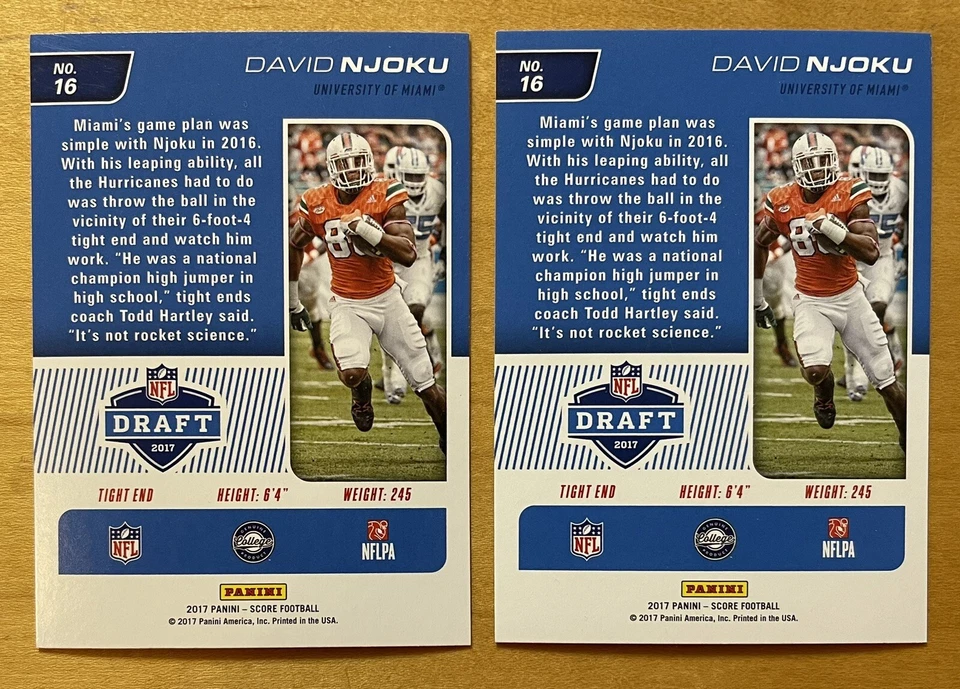 NO.
16
DAVID NJOKU
UNIVERSITY OF MIAMI®
Miami's game plan was
simple with Njoku in 2016.
With his leaping ability, all
the Hurricanes had to do
was throw the ball in the
vicinity of their 6-foot-4
tight end and watch him
work. "He was a national
champion high jumper in
high school," tight ends
coach Todd Hartley said.
"It's not rocket science."
NFL
DRAFT
2017
TIGHT END HEIGHT: 6'4" WEIGHT: 245
NFL
GENUINE
College
PRODUCT
NFLPA
PANINI
2017 PANINI – SCORE FOOTBALL
© 2017 Panini America, Inc. Printed in the USA.
NO.
16
DAVID NJOKU
UNIVERSITY OF MIAMI®
Miami's game plan was
simple with Njoku in 2016.
With his leaping ability, all
the Hurricanes had to do
was throw the ball in the
vicinity of their 6-foot-4
tight end and watch him
work. "He was a national
champion high jumper in
high school," tight ends
coach Todd Hartley said.
"It's not rocket science."
NFL
DRAFT
2017
TIGHT END HEIGHT: 6'4" WEIGHT: 245
NFL
GENUINE
College
PRODUCT
NFLPA
PANINI
2017 PANINI – SCORE FOOTBALL
© 2017 Panini America, Inc. Printed in the USA.